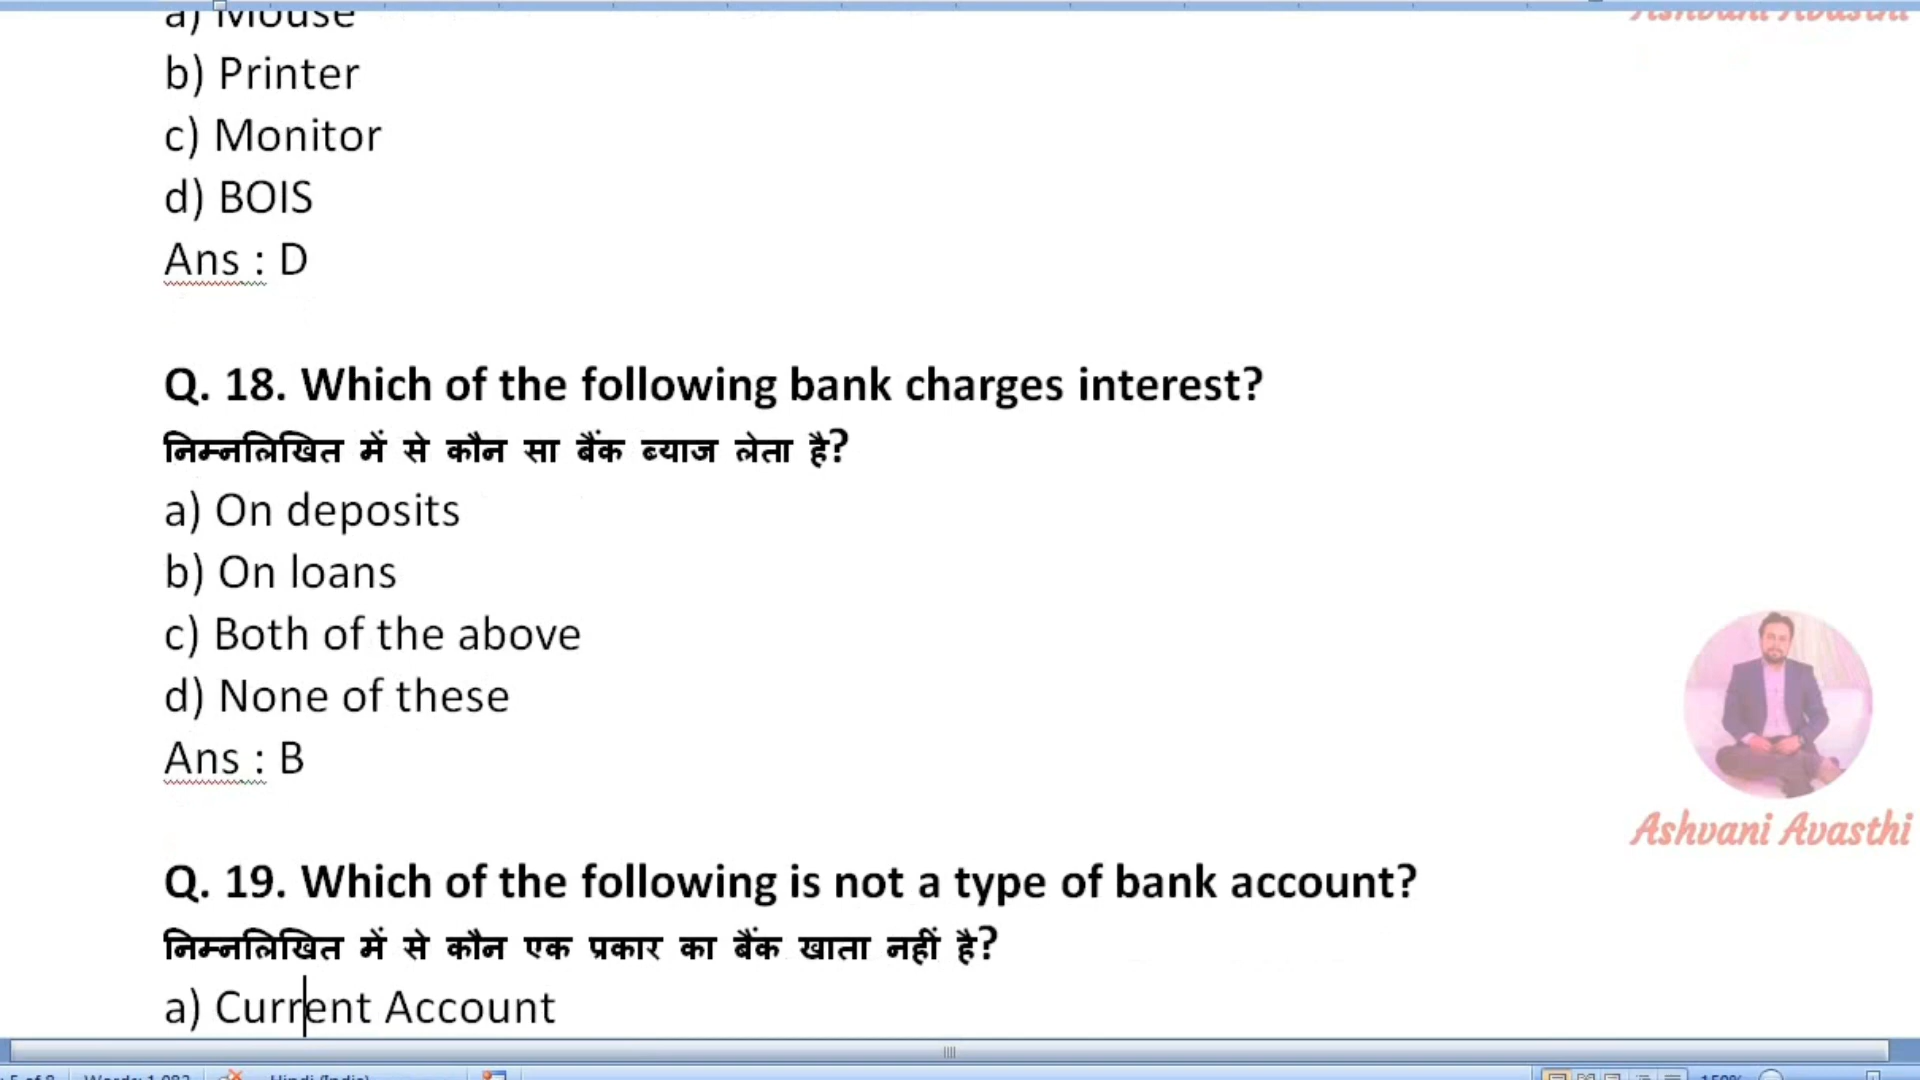 a) Mouse
b) Printer
c) Monitor
d) BOIS
Ans : D
Q. 18. Which of the following bank charges interest?
निम्नलिखित में से कौन सा बैंक ब्याज लेता है?
a) On deposits
b) On loans
c) Both of the above
d) None of these
Ans : B
Ashvani Avasthi
Q. 19. Which of the following is not a type of bank account?
निम्नलिखित में से कौन एक प्रकार का बैंक खाता नहीं है?
a) Current Account